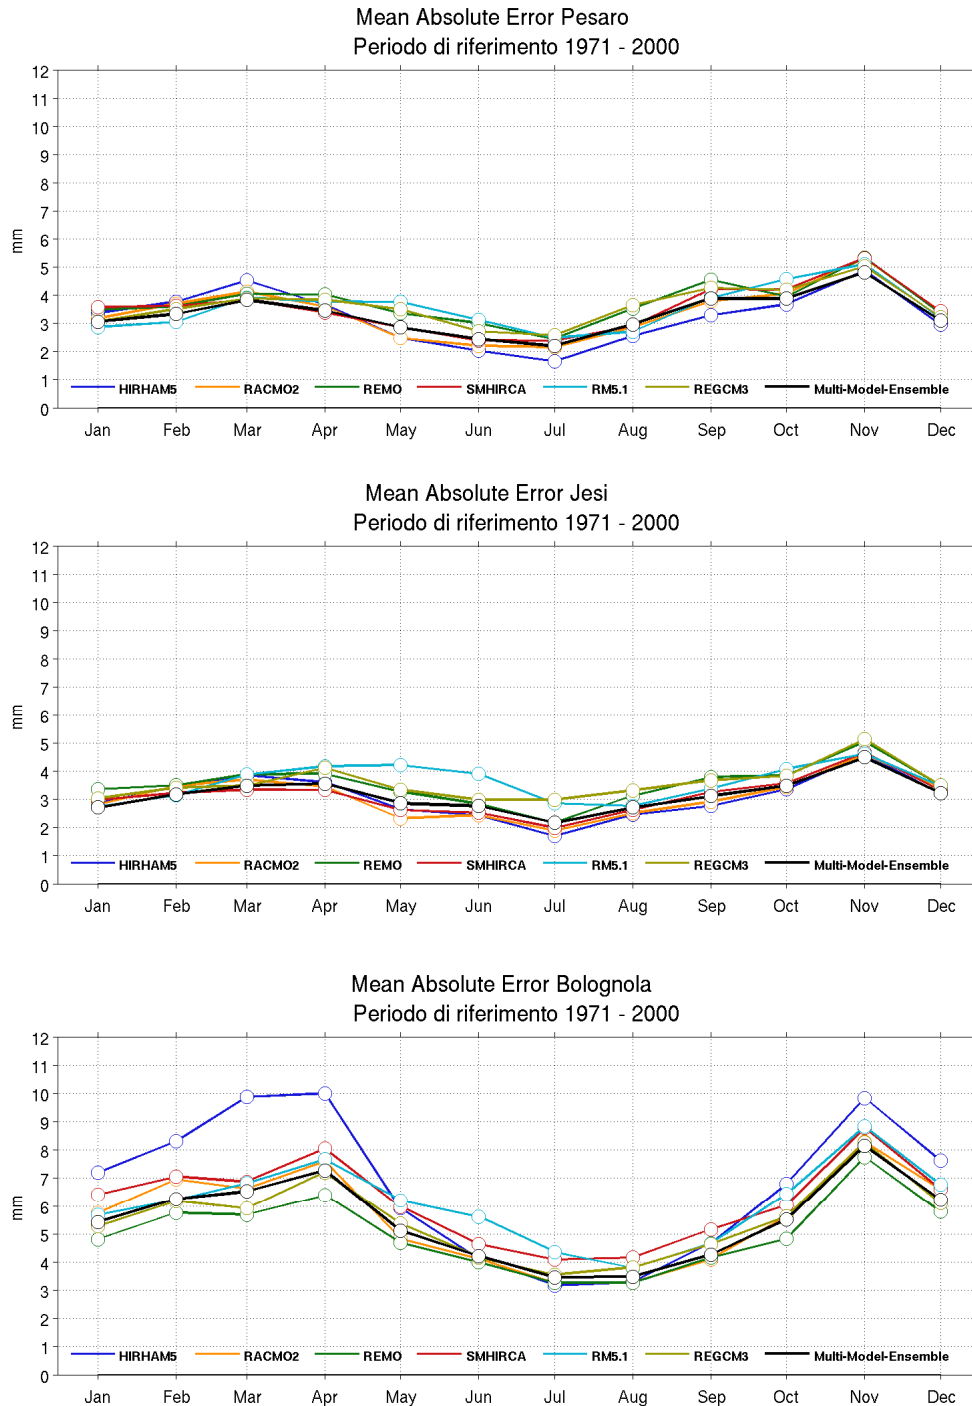 Mean Absolute Error Pesaro
Periodo di riferimento 1971 - 2000
12
11
10
9
8
7
6
5
4
3
2
1
0
mm
HIRHAM5 RACMO2 REMO SMHIRCA RM5.1 REGCM3 Multi-Model-Ensemble
Jan Feb Mar Apr May Jun Jul Aug Sep Oct Nov Dec
Mean Absolute Error Jesi
Periodo di riferimento 1971 - 2000
12
11
10
9
8
7
6
5
4
3
2
1
0
mm
HIRHAM5 RACMO2 REMO SMHIRCA RM5.1 REGCM3 Multi-Model-Ensemble
Jan Feb Mar Apr May Jun Jul Aug Sep Oct Nov Dec
Mean Absolute Error Bolognola
Periodo di riferimento 1971 - 2000
12
11
10
9
8
7
6
5
4
3
2
1
0
mm
HIRHAM5 RACMO2 REMO SMHIRCA RM5.1 REGCM3 Multi-Model-Ensemble
Jan Feb Mar Apr May Jun Jul Aug Sep Oct Nov Dec